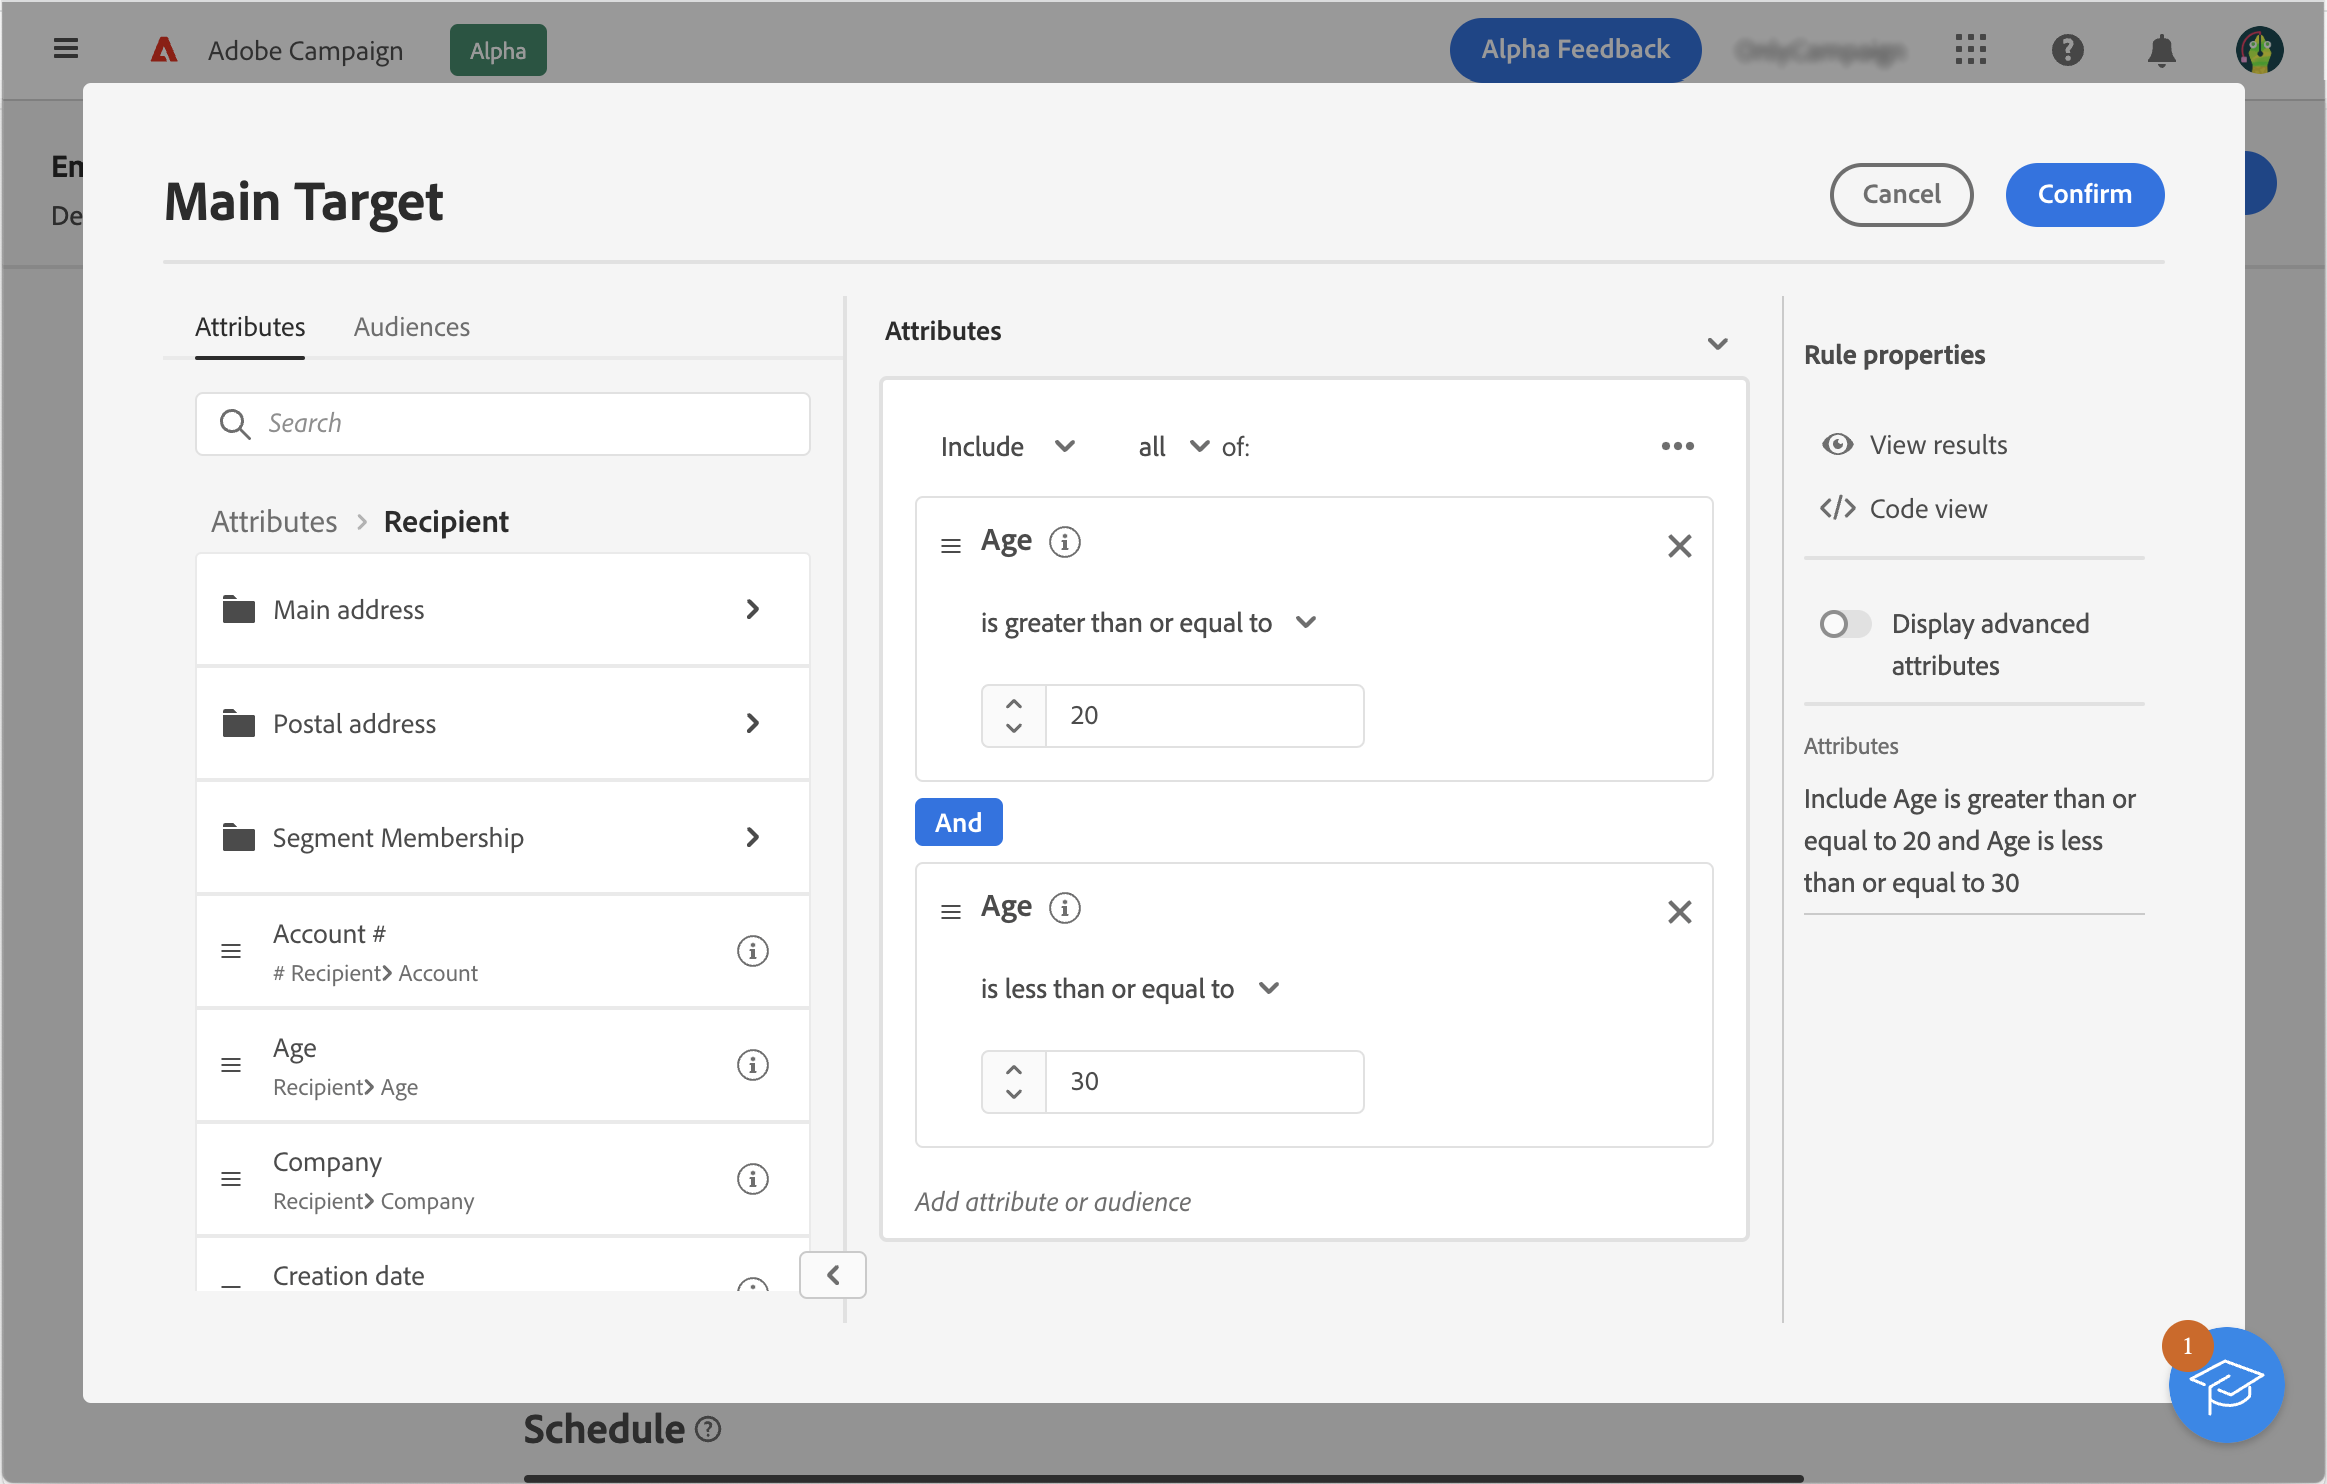 Adobe Campaign
Alpha
Alpha Feedback
En
De
Main Target
Cancel
Confirm
Attributes
Audiences
Search
Attributes > Recipient
Main address
Postal address
Segment Membership
Account #
# Recipient> Account
Age
Recipient> Age
Company
Recipient> Company
Creation date
Attributes
Include all of:
Age
is greater than or equal to
20
And
Age
is less than or equal to
30
Add attribute or audience
Rule properties
View results
</> Code view
Display advanced
attributes
Attributes
Include Age is greater than or
equal to 20 and Age is less
than or equal to 30
1
Schedule